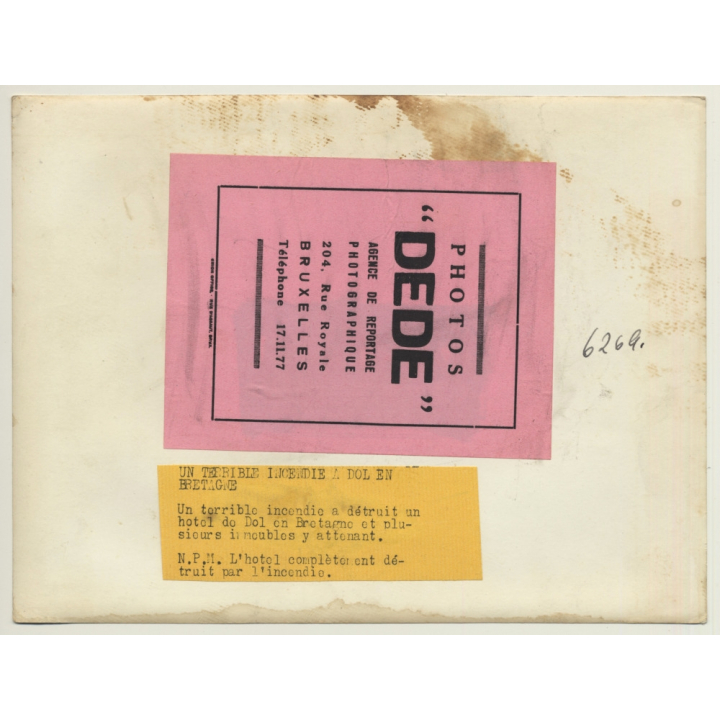 PHOTOS
“DEDE”
AGENCE DE REPORTAGE
PHOTOGRAPHIQUE
204, Rue Royale
BRUXELLES
Téléphone 17.11.77
6269.
UN TERRIBLE INCENDIE A DOL EN
BRETAGNE
Un terrible incendie a détruit un
hotel de Dol en Bretagne et plu-
sieurs immeubles y attenant.
N.P.M. L'hotel complètement dé-
truit par l'incendie.